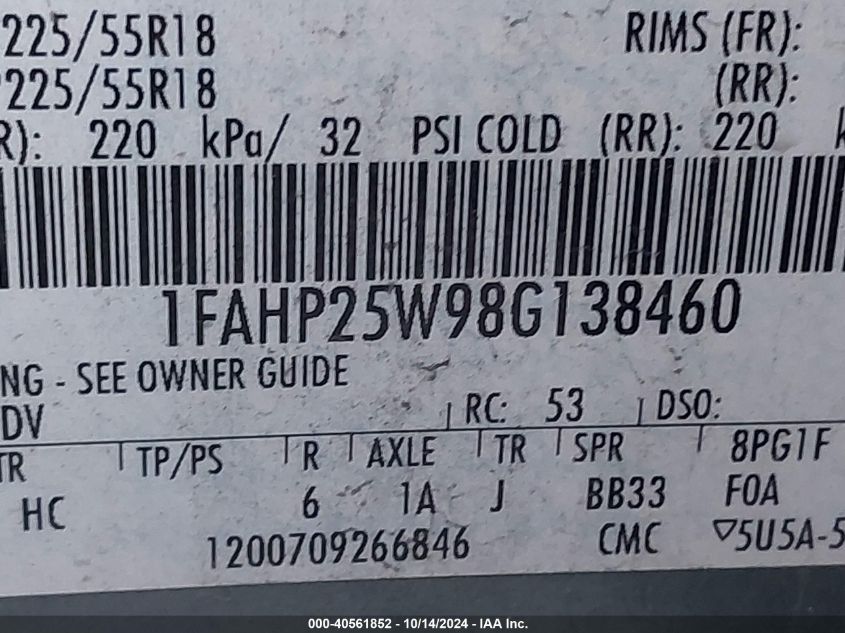 225/55R18 RIMS (FR):
P225/55R18 (RR):
R): 220 kPa/ 32 PSI COLD (RR): 220
1FAHP25W98G138460
NG - SEE OWNER GUIDE
DV RC: 53 DSO:
TR TP/PS R AXLE TR SPR 8PG1F
HC 6 1A J BB33 F0A
1200709266846 CMC ▽5U5A-5
000-40561852 - 10/14/2024 - IAA Inc.